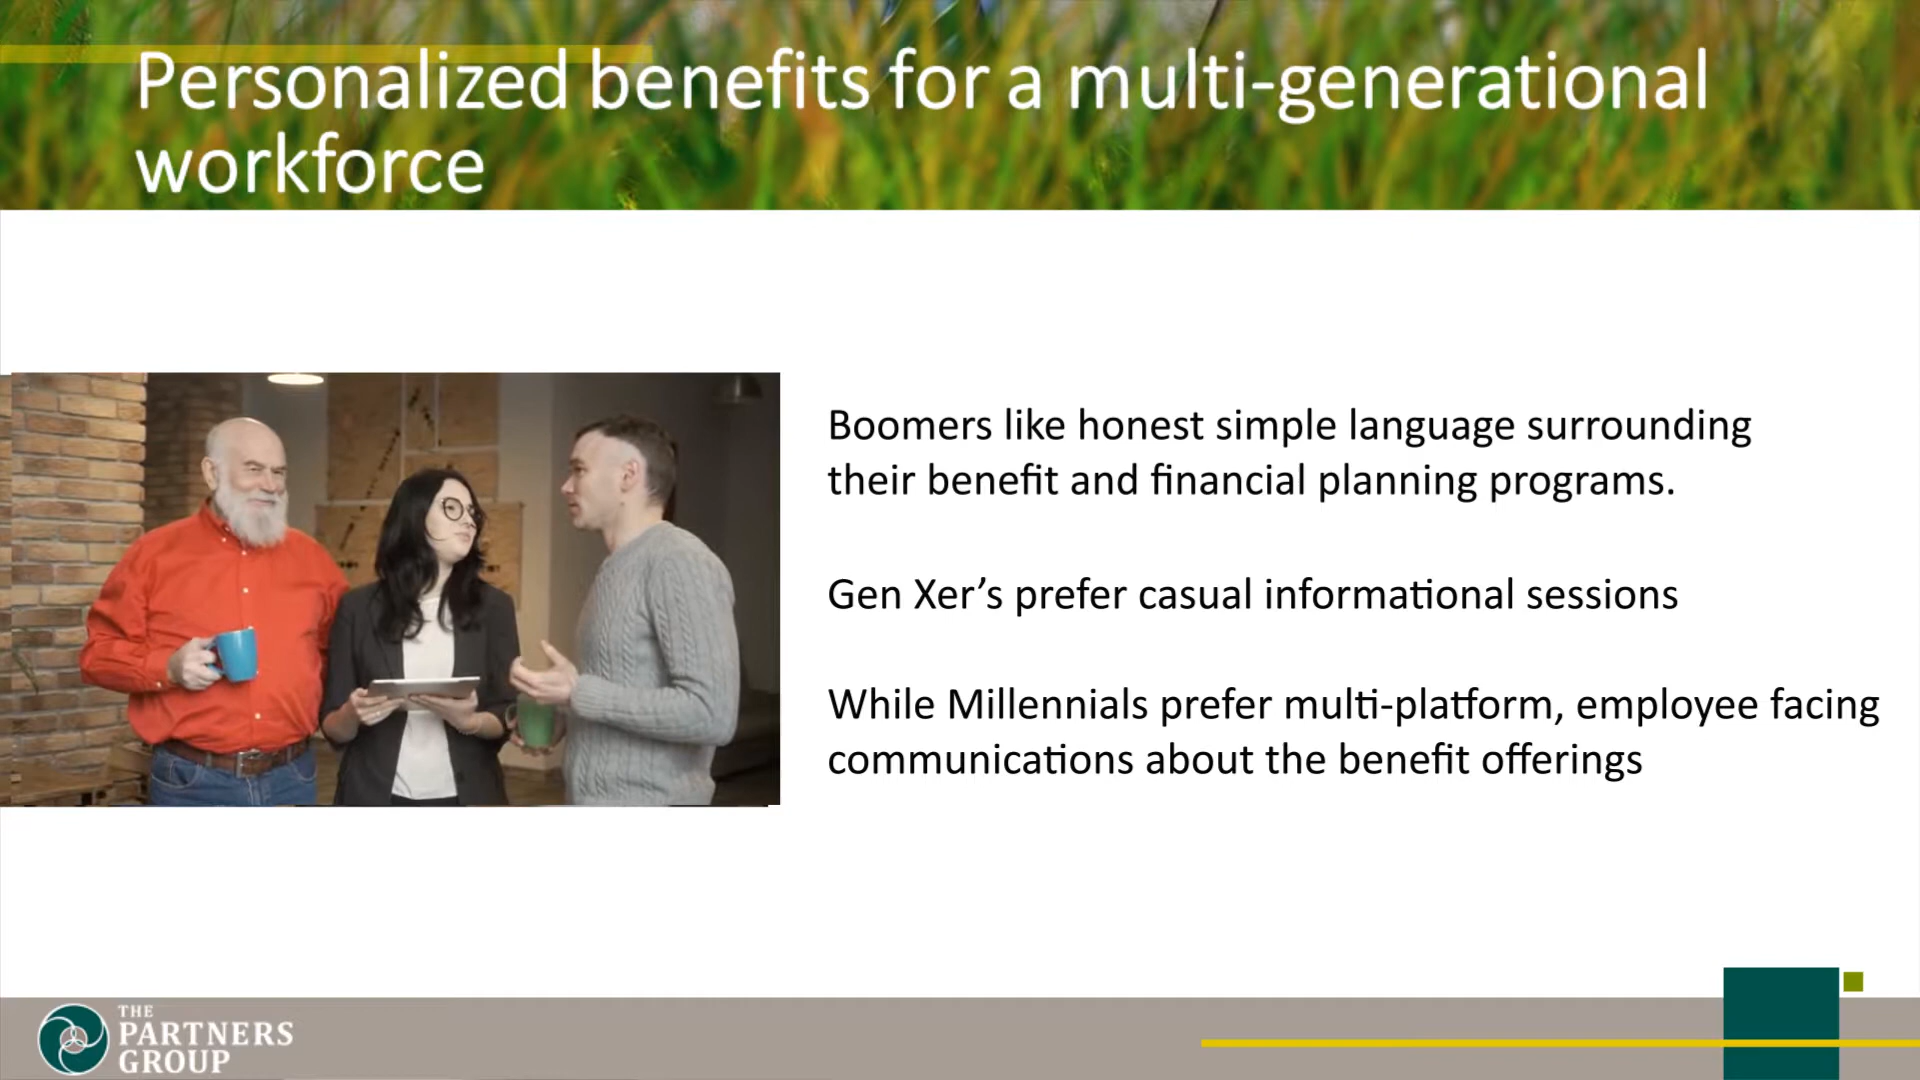 Personalized benefits for a multi-generational
workforce
Boomers like honest simple language surrounding
their benefit and financial planning programs.
Gen Xer’s prefer casual informational sessions
While Millennials prefer multi-platform, employee facing
communications about the benefit offerings
THE
PARTNERS
GROUP